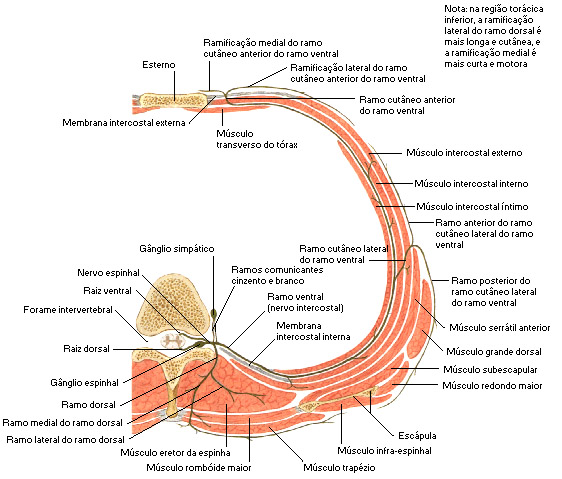 Nota: na região torácica
inferior, a ramificação
lateral do ramo dorsal é
mais longa e cutânea, e
a ramificação medial é
mais curta e motora
Ramificação medial do ramo
cutâneo anterior do ramo ventral
Ramificação lateral do ramo
cutâneo anterior do ramo ventral
Esterno
Ramo cutâneo anterior
do ramo ventral
Membrana intercostal externa
Músculo
transverso do tórax
Músculo intercostal externo
Músculo intercostal interno
Músculo intercostal íntimo
Ramo anterior do ramo
cutâneo lateral do ramo
ventral
Gânglio simpático
Ramo cutâneo lateral
do ramo ventral
Nervo espinhal
Ramos comunicantes
cinzento e branco
Raiz ventral
Ramo posterior do
ramo cutâneo lateral
do ramo ventral
Forame intervertebral
Ramo ventral
(nervo intercostal)
Membrana
intercostal interna
Músculo serrátil anterior
Raiz dorsal
Músculo grande dorsal
Músculo subescapular
Gânglio espinhal
Músculo redondo maior
Ramo dorsal
Ramo medial do ramo dorsal
Ramo lateral do ramo dorsal
Escápula
Músculo eretor da espinha
Músculo infra-espinhal
Músculo rombóide maior
Músculo trapézio